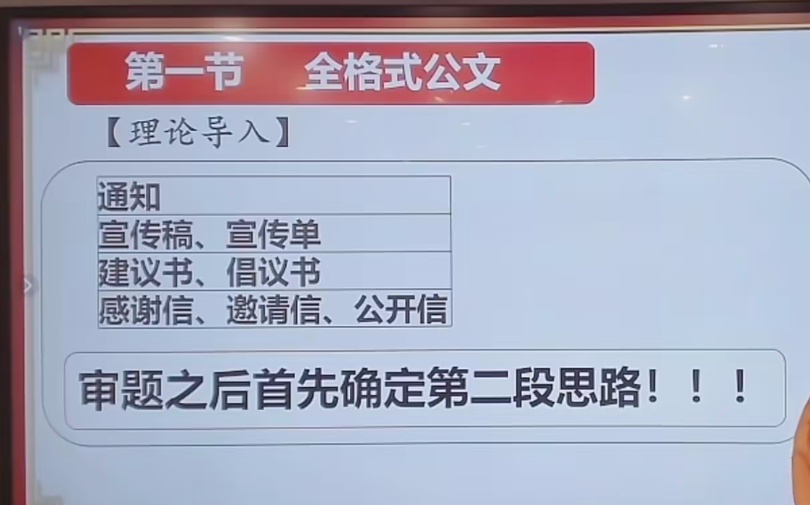 第一节 全格式公文
【理论导入】
通知
宣传稿、宣传单
建议书、倡议书
感谢信、邀请信、公开信
审题之后首先确定第二段思路！！！